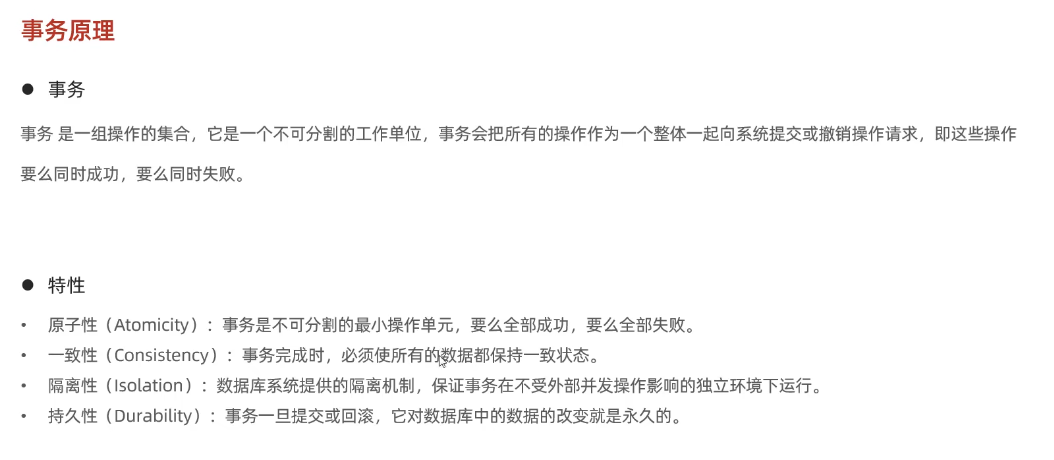 事务原理
● 事务
事务 是一组操作的集合，它是一个不可分割的工作单位，事务会把所有的操作作为一个整体一起向系统提交或撤销操作请求，即这些操作
要么同时成功，要么同时失败。
● 特性
• 原子性（Atomicity）：事务是不可分割的最小操作单元，要么全部成功，要么全部失败。
• 一致性（Consistency）：事务完成时，必须使所有的数据都保持一致状态。
• 隔离性（Isolation）：数据库系统提供的隔离机制，保证事务在不受外部并发操作影响的独立环境下运行。
• 持久性（Durability）：事务一旦提交或回滚，它对数据库中的数据的改变就是永久的。